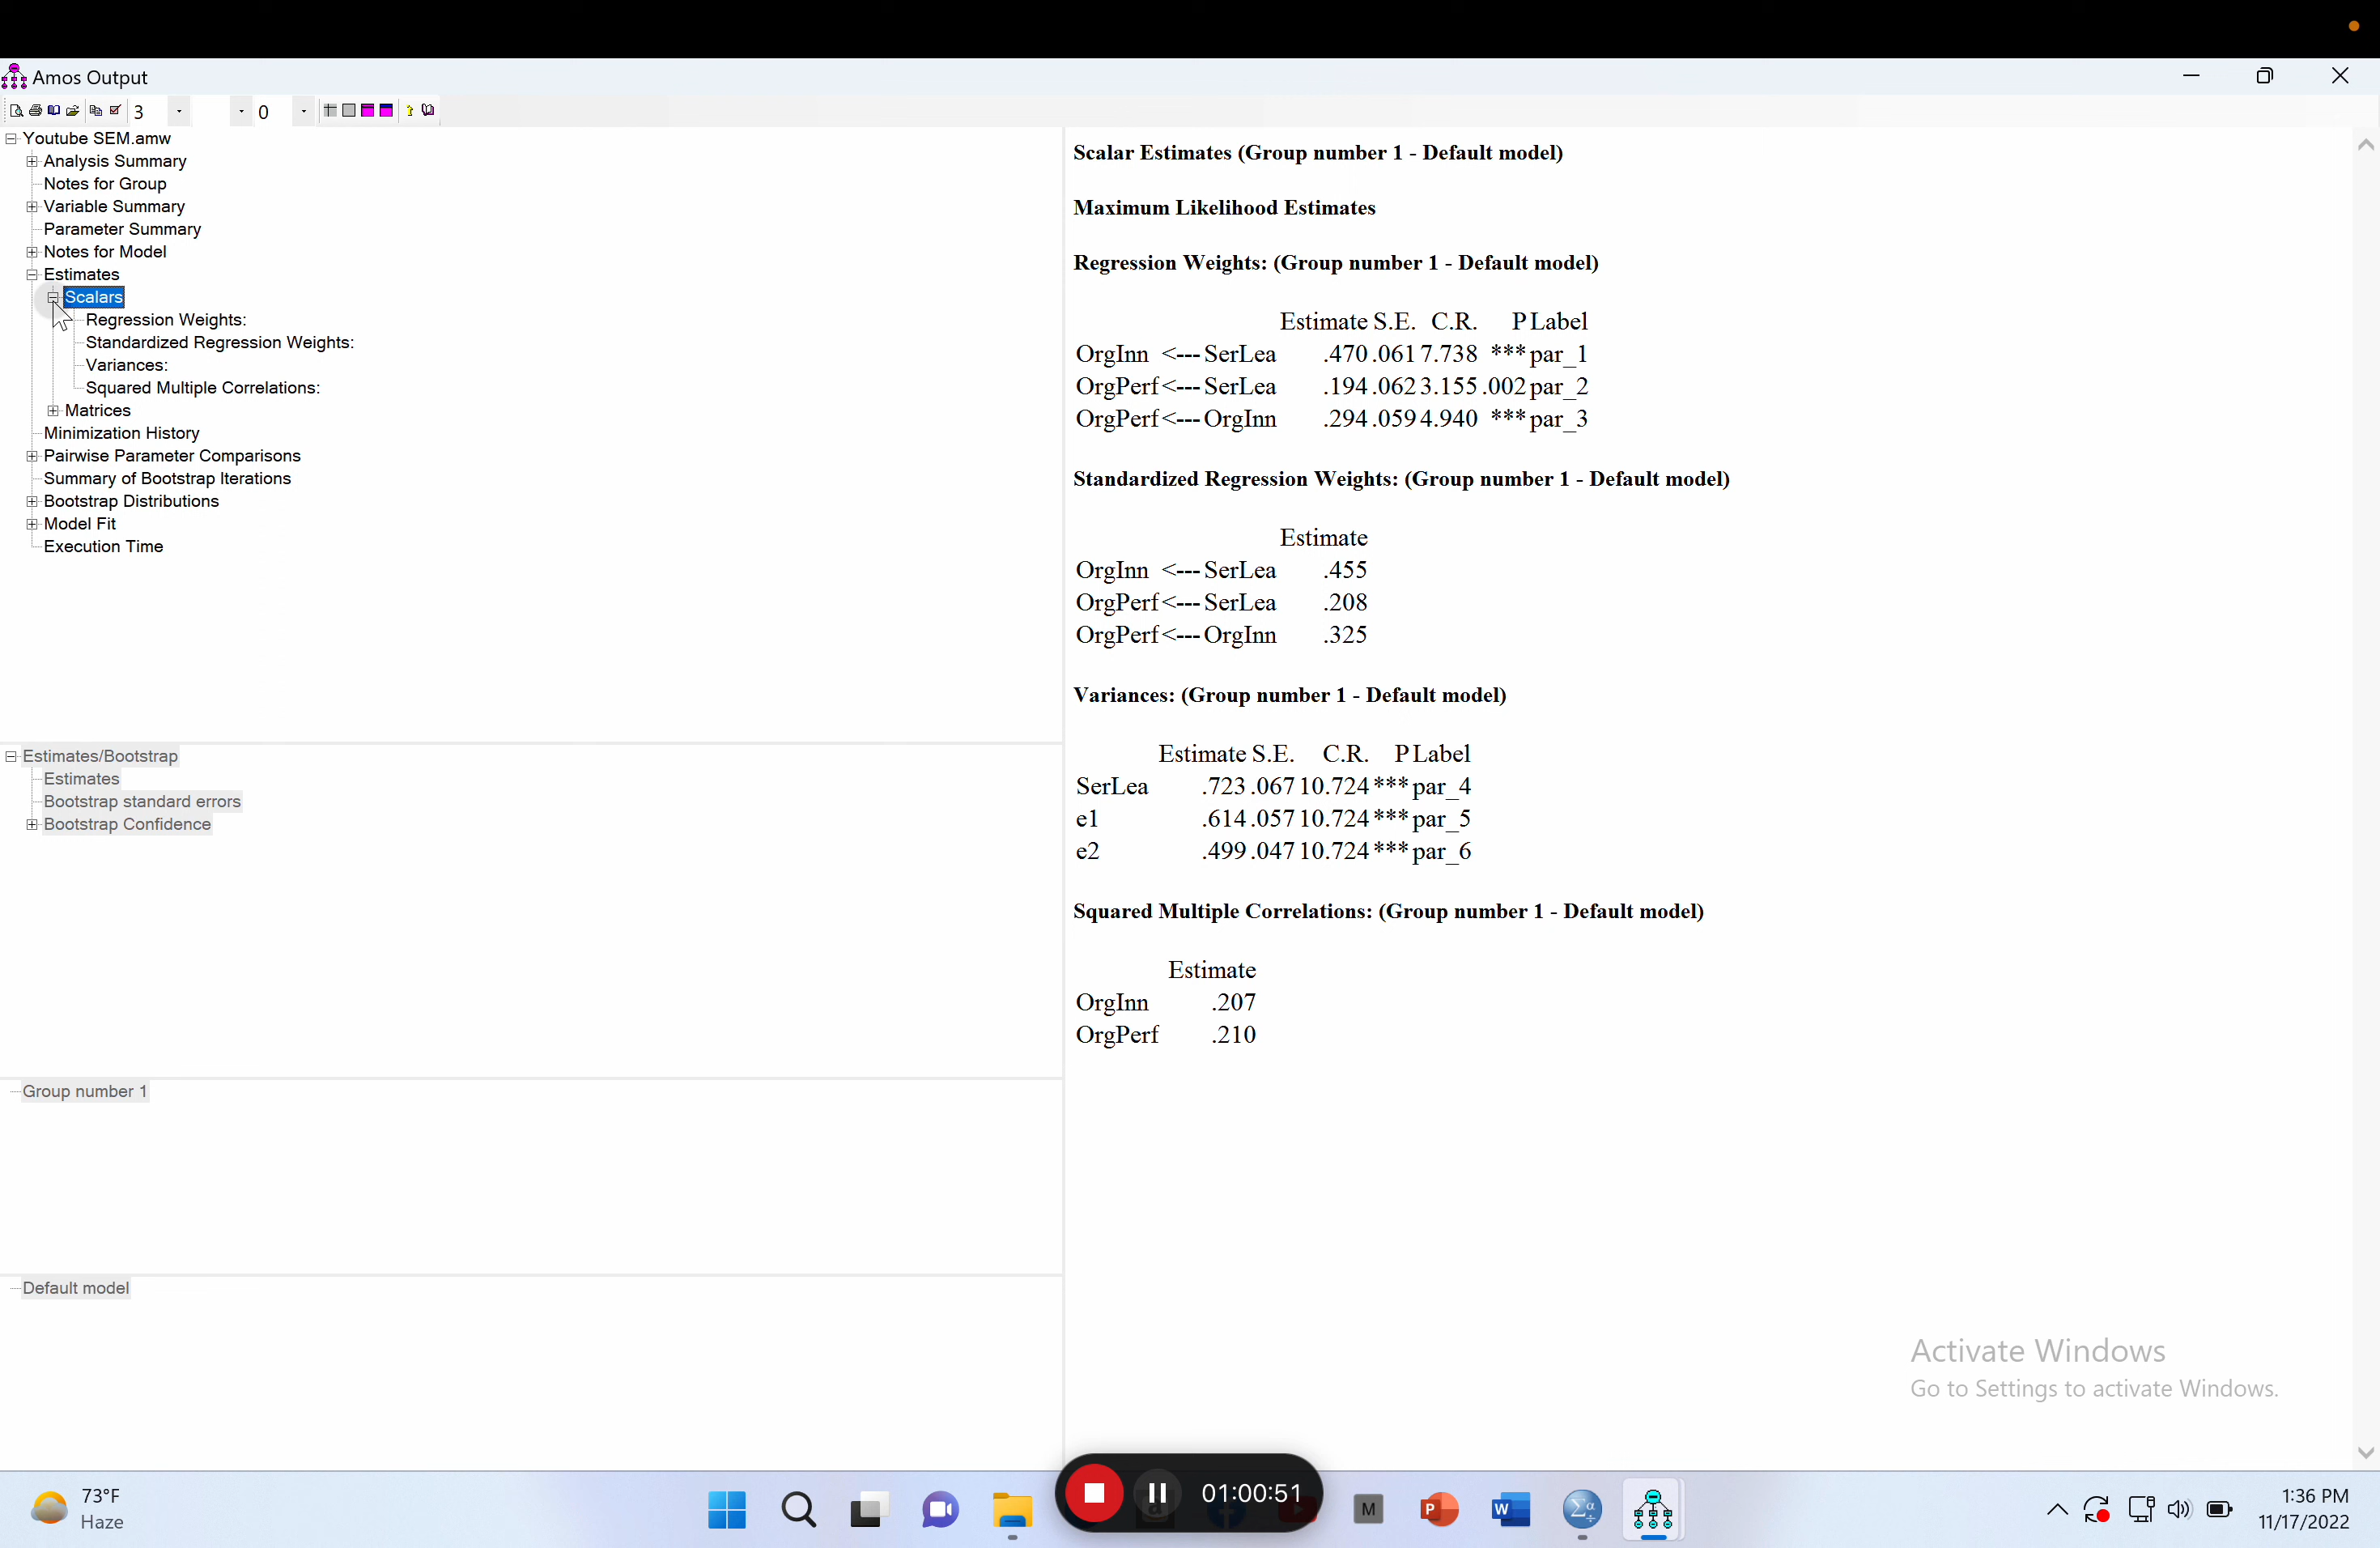 Amos Output
3 0
Youtube SEM.amw
Analysis Summary
Notes for Group
Variable Summary
Parameter Summary
Notes for Model
Estimates
Scalars
Regression Weights:
Standardized Regression Weights:
Variances:
Squared Multiple Correlations:
Matrices
Minimization History
Pairwise Parameter Comparisons
Summary of Bootstrap Iterations
Bootstrap Distributions
Model Fit
Execution Time
Estimates/Bootstrap
Estimates
Bootstrap standard errors
Bootstrap Confidence
Group number 1
Default model
Scalar Estimates (Group number 1 - Default model)
Maximum Likelihood Estimates
Regression Weights: (Group number 1 - Default model)
Estimate S.E. C.R. P Label
OrgInn <--- SerLea .470 .061 7.738 *** par_1
OrgPerf <--- SerLea .194 .062 3.155 .002 par_2
OrgPerf <--- OrgInn .294 .059 4.940 *** par_3
Standardized Regression Weights: (Group number 1 - Default model)
Estimate
OrgInn <--- SerLea .455
OrgPerf <--- SerLea .208
OrgPerf <--- OrgInn .325
Variances: (Group number 1 - Default model)
Estimate S.E. C.R. P Label
SerLea .723 .067 10.724 *** par_4
e1 .614 .057 10.724 *** par_5
e2 .499 .047 10.724 *** par_6
Squared Multiple Correlations: (Group number 1 - Default model)
Estimate
OrgInn .207
OrgPerf .210
Activate Windows
Go to Settings to activate Windows.
73°F
Haze
01:00:51
M
P
W
Σα
1:36 PM
11/17/2022